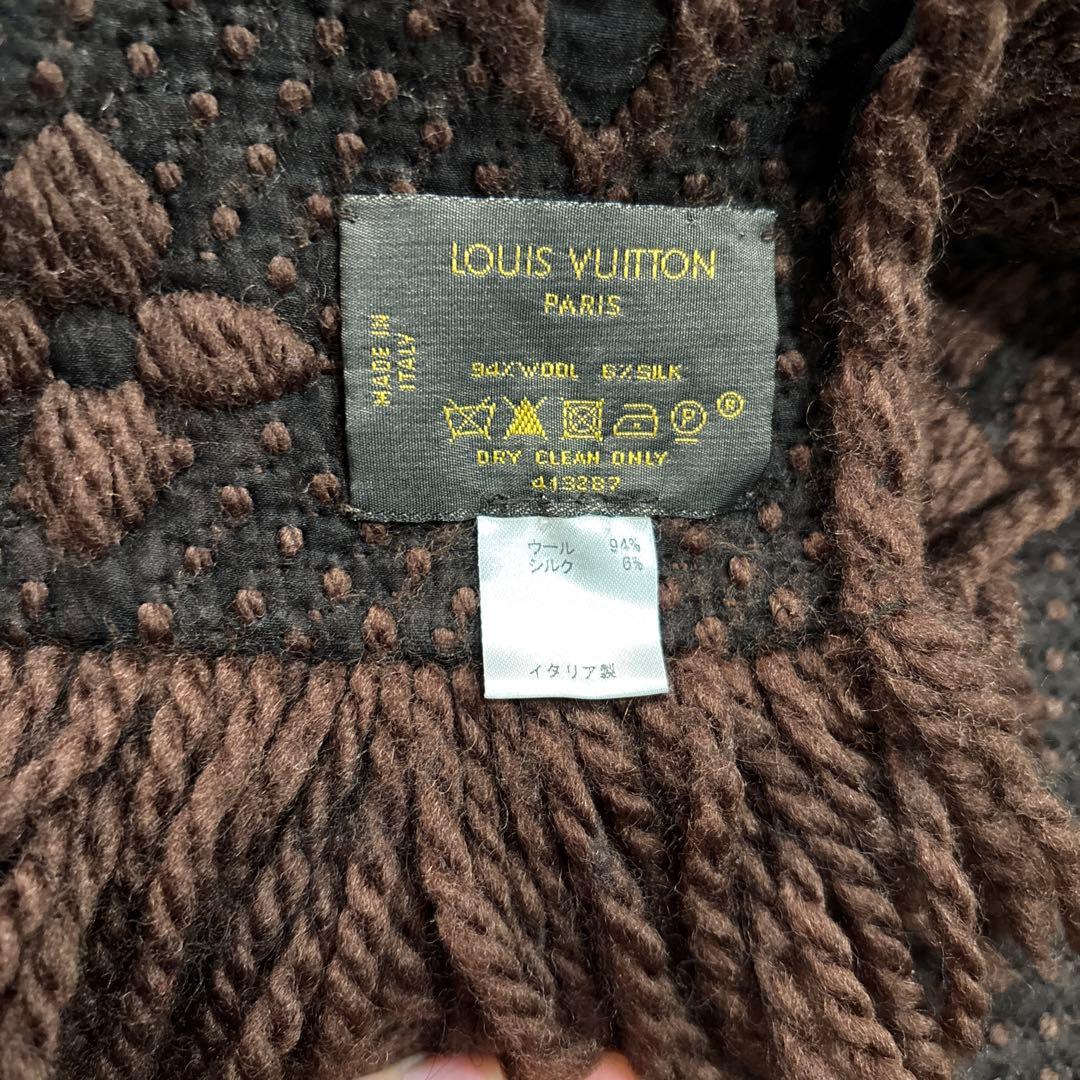 LOUIS VUITTON
PARIS
MADE IN
ITALY
94% WOOL 6% SILK
P
R
DRY CLEAN ONLY
413287
ウール 94%
シルク 6%
イタリア製